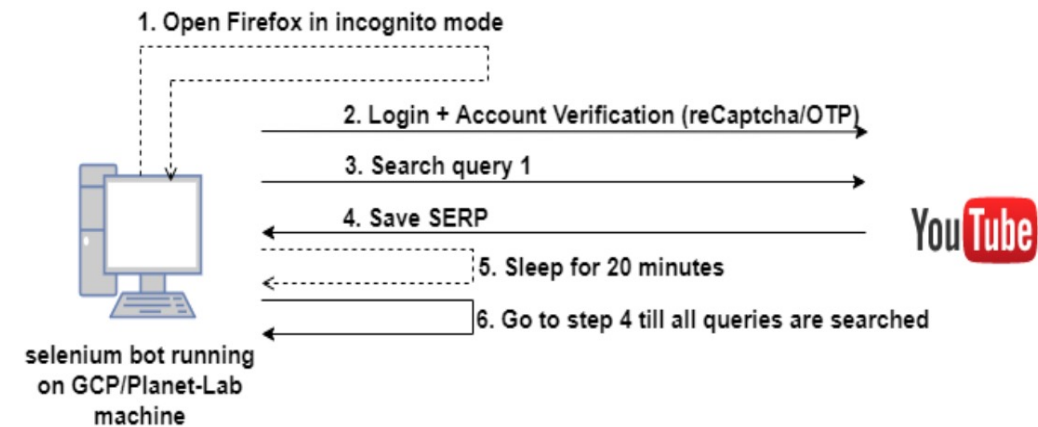 1. Open Firefox in incognito mode
2. Login + Account Verification (reCaptcha/OTP)
3. Search query 1
4. Save SERP
YouTube
5. Sleep for 20 minutes
6. Go to step 4 till all queries are searched
selenium bot running
on GCP/Planet-Lab
machine